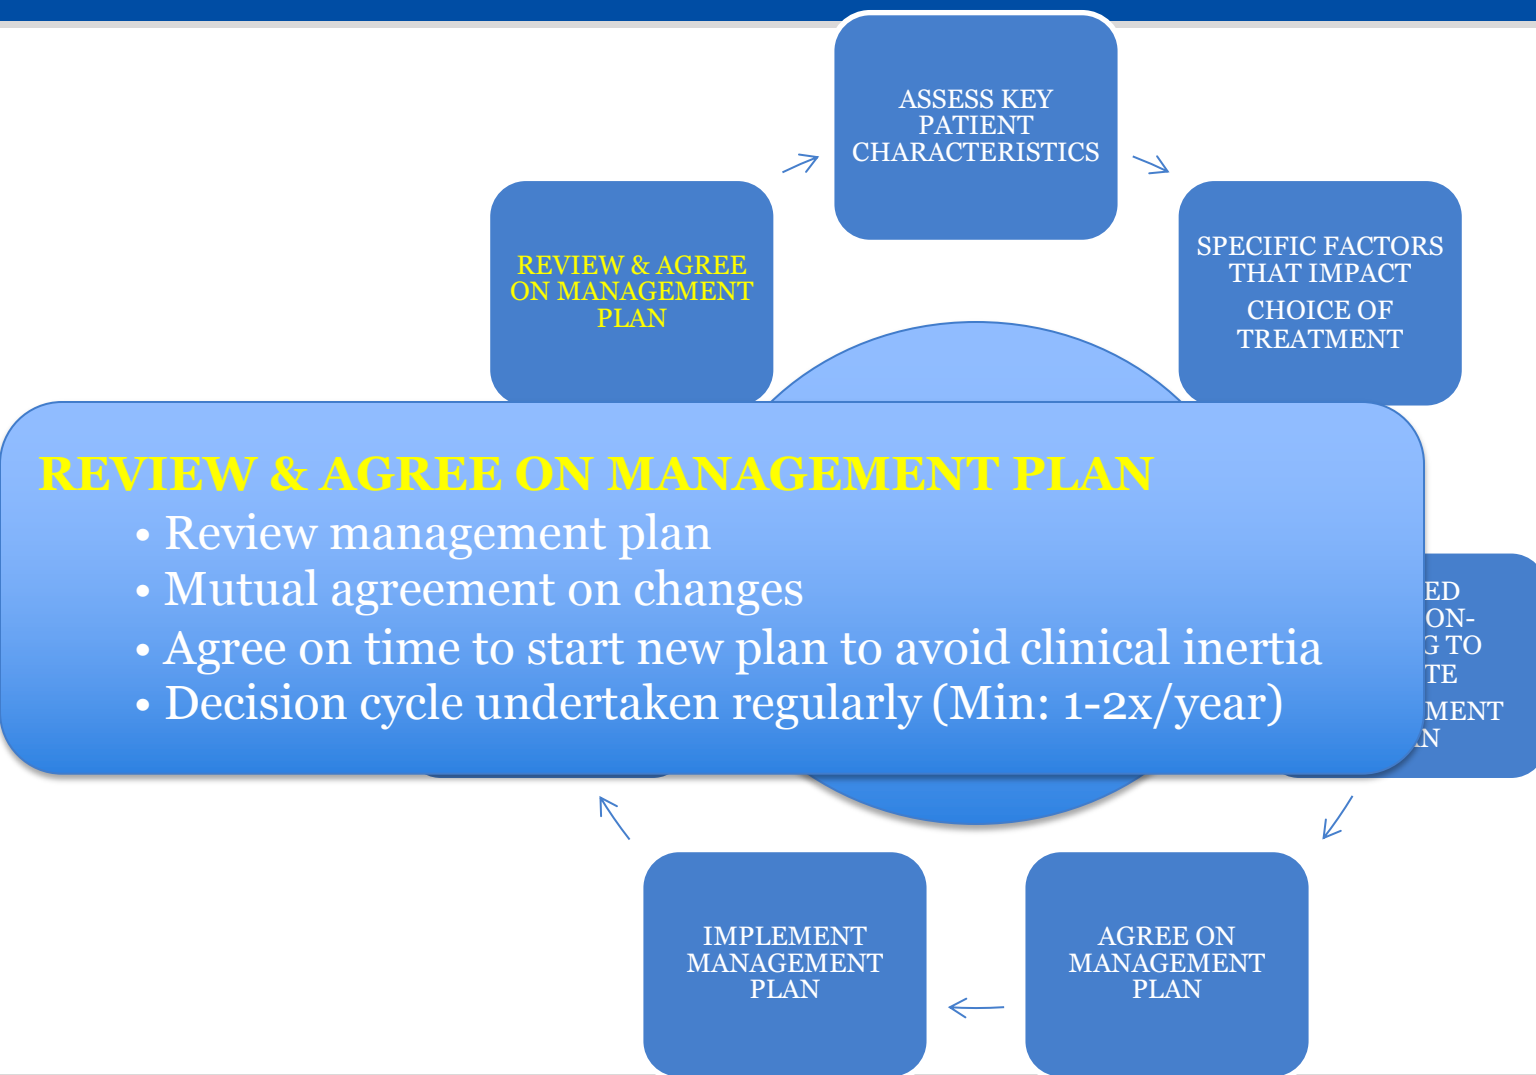 ASSESS KEY
PATIENT
CHARACTERISTICS
SPECIFIC FACTORS
THAT IMPACT
CHOICE OF
TREATMENT
REVIEW & AGREE
ON MANAGEMENT
PLAN
REVIEW & AGREE ON MANAGEMENT PLAN
• Review management plan
• Mutual agreement on changes
• Agree on time to start new plan to avoid clinical inertia
• Decision cycle undertaken regularly (Min: 1-2x/year)
TO
AGREE ON
MANAGEMENT
PLAN
IMPLEMENT
MANAGEMENT
PLAN